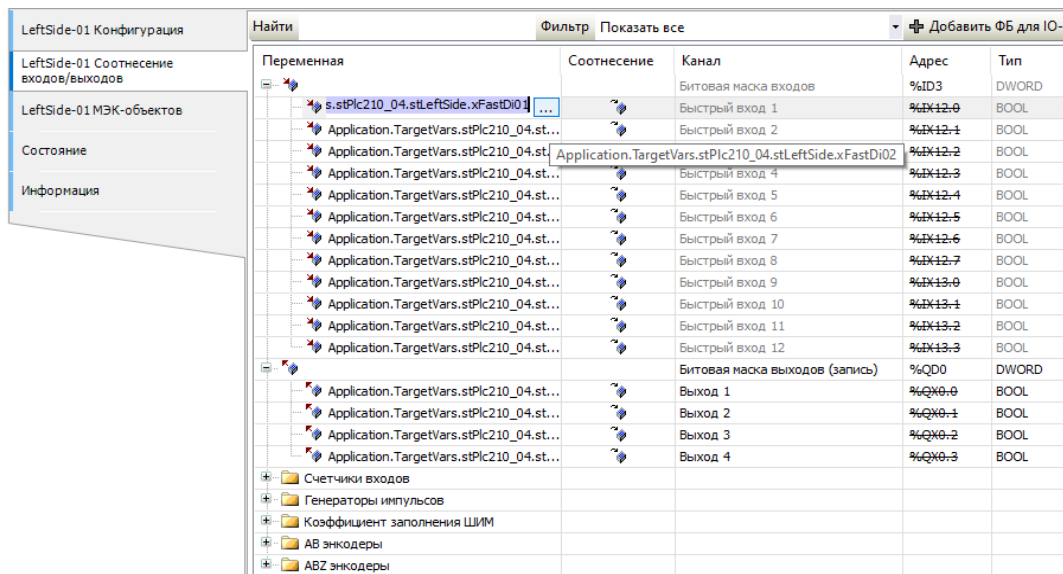 LeftSide-01 Конфигурация
LeftSide-01 Соотнесение
входов/выходов
LeftSide-01 МЭК-объектов
Состояние
Информация
Найти Фильтр Показать все Добавить ФБ для IO-
Переменная Соотнесение Канал Адрес Тип
Битовая маска входов %ID3 DWORD
s.stPlc210_04.stLeftSide.xFastDi01 ... Быстрый вход 1 %IX12.0 BOOL
Application.TargetVars.stPlc210_04.st... Быстрый вход 2 %IX12.1 BOOL
Application.TargetVars.stPlc210_04.st... %IX12.2 BOOL
Application.TargetVars.stPlc210_04.stLeftSide.xFastDi02
Application.TargetVars.stPlc210_04.st... Быстрый вход 4 %IX12.3 BOOL
Application.TargetVars.stPlc210_04.st... Быстрый вход 5 %IX12.4 BOOL
Application.TargetVars.stPlc210_04.st... Быстрый вход 6 %IX12.5 BOOL
Application.TargetVars.stPlc210_04.st... Быстрый вход 7 %IX12.6 BOOL
Application.TargetVars.stPlc210_04.st... Быстрый вход 8 %IX12.7 BOOL
Application.TargetVars.stPlc210_04.st... Быстрый вход 9 %IX13.0 BOOL
Application.TargetVars.stPlc210_04.st... Быстрый вход 10 %IX13.1 BOOL
Application.TargetVars.stPlc210_04.st... Быстрый вход 11 %IX13.2 BOOL
Application.TargetVars.stPlc210_04.st... Быстрый вход 12 %IX13.3 BOOL
Битовая маска выходов (запись) %QD0 DWORD
Application.TargetVars.stPlc210_04.st... Выход 1 %QX0.0 BOOL
Application.TargetVars.stPlc210_04.st... Выход 2 %QX0.1 BOOL
Application.TargetVars.stPlc210_04.st... Выход 3 %QX0.2 BOOL
Application.TargetVars.stPlc210_04.st... Выход 4 %QX0.3 BOOL
Счетчики входов
Генераторы импульсов
Коэффициент заполнения ШИМ
AB энкодеры
ABZ энкодеры